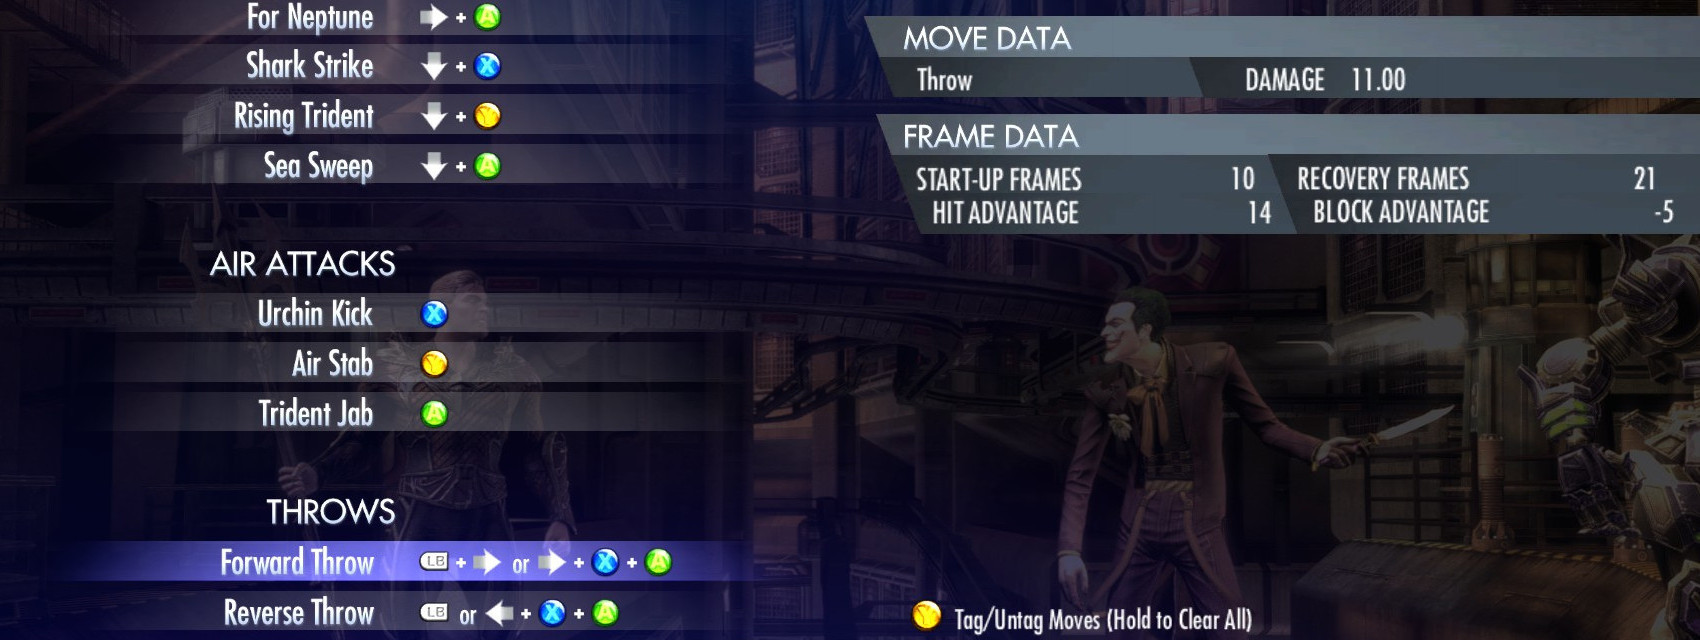 For Neptune + A
Shark Strike + X
Rising Trident + Y
Sea Sweep + A
AIR ATTACKS
Urchin Kick X
Air Stab Y
Trident Jab A
THROWS
Forward Throw LB + or + X + A
Reverse Throw LB or + X + A
MOVE DATA
Throw DAMAGE 11.00
FRAME DATA
START-UP FRAMES 10 RECOVERY FRAMES 21
HIT ADVANTAGE 14 BLOCK ADVANTAGE -5
Y Tag/Untag Moves (Hold to Clear All)